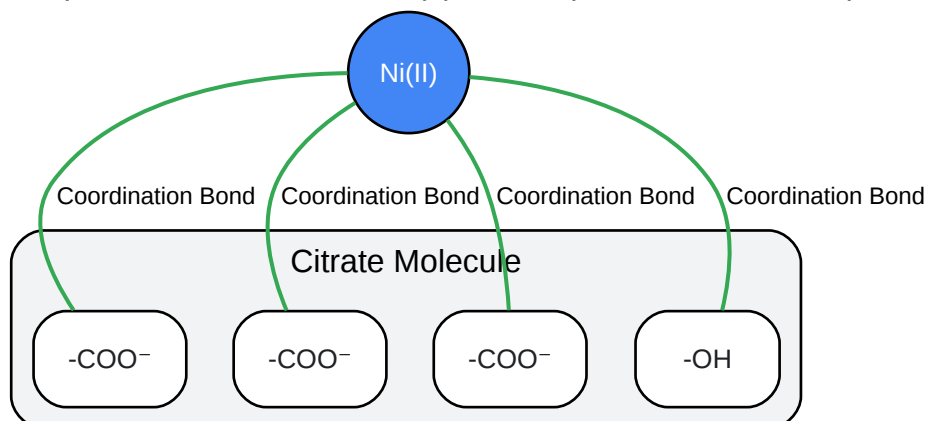 Ni(II)
Coordination Bond Coordination Bond Coordination Bond Coordination Bond
Citrate Molecule
-COO⁻ -COO⁻ -COO⁻ -OH